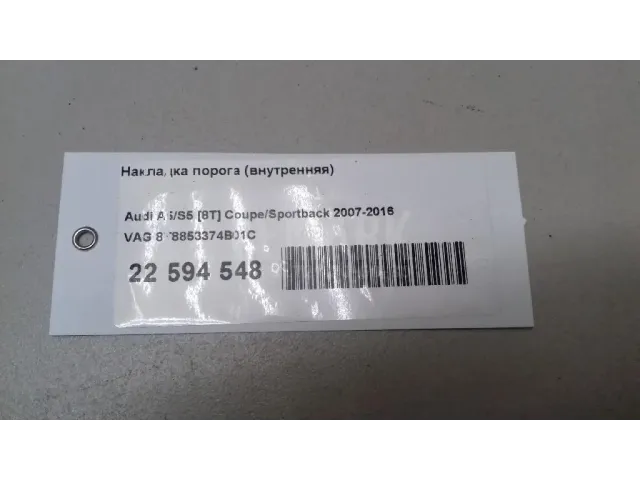 Накладка порога (внутренняя)
Audi A5/S5 [8T] Coupe/Sportback 2007-2016
VAG 8T8853374B01C
22 594 548